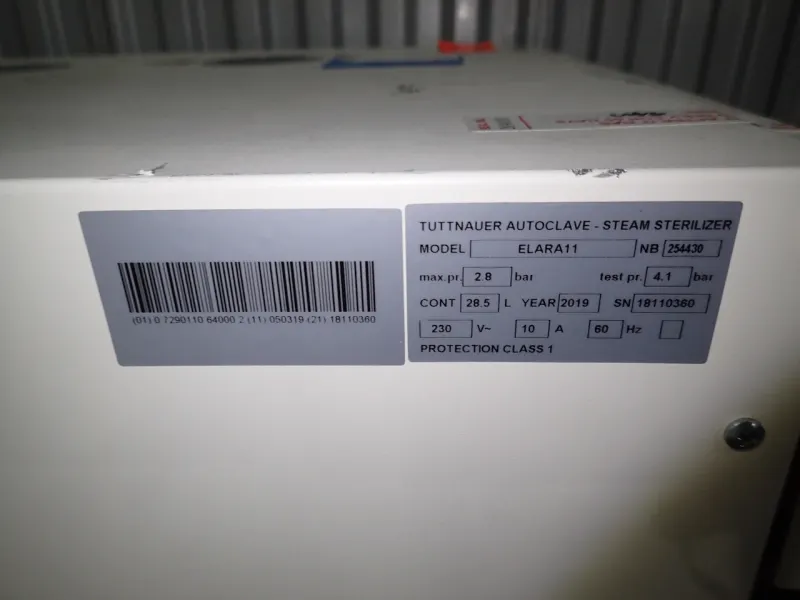 TUTTNAUER AUTOCLAVE - STEAM STERILIZER
MODEL ELARA11 NB 254430
max.pr. 2.8 bar test pr. 4.1 bar
CONT 28.5 L YEAR 2019 SN 18110360
230 V~ 10 A 60 Hz
PROTECTION CLASS 1
(01) 0 7290110 64000 2 (11) 050319 (21) 18110360